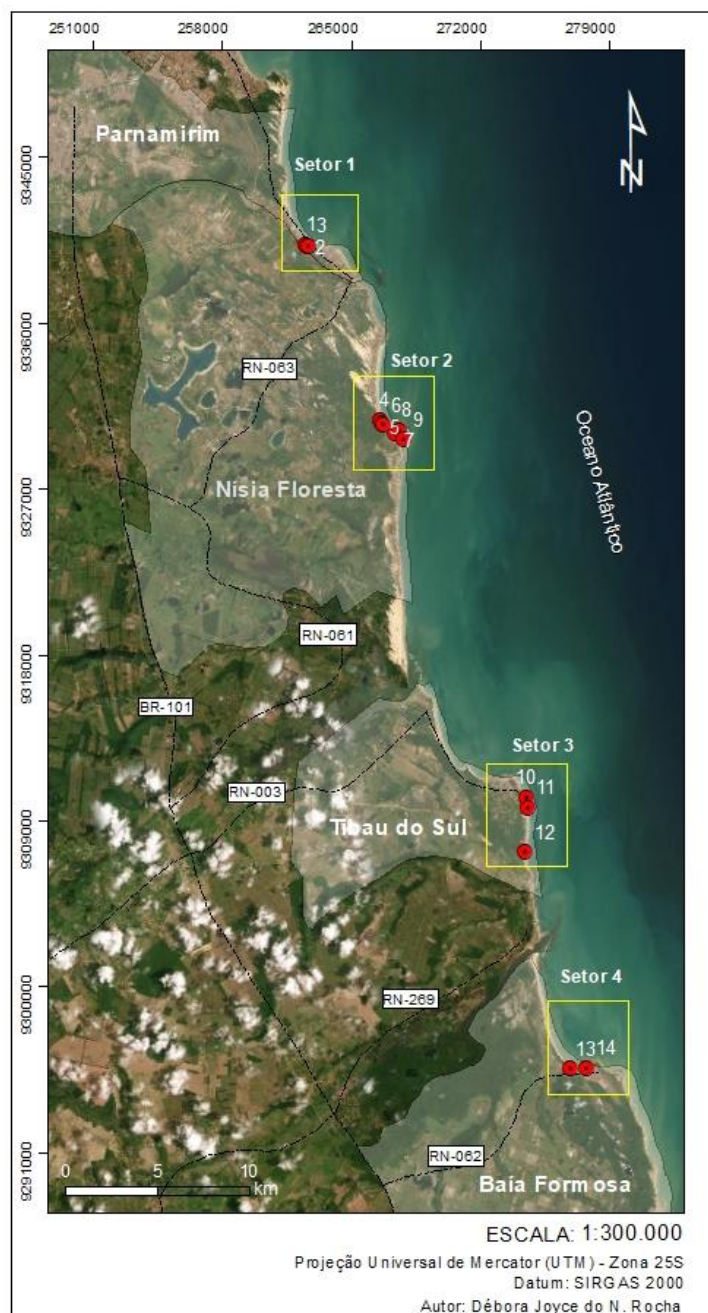 251000 258000 265000 272000 279000
Parnamirim
9345000
Setor 1
N
13
2
9336000
Setor 2
RN-063
4 6 8 9
5 7
Oceano Atlântico
9327000
Nísia Floresta
RN-061
9318000
BR-101
Setor 3
RN-003
10 11
9309000
Tibau do Sul
12
Setor 4
9300000
RN-269
13 14
RN-062
9291000
Baía Formosa
0 5 10
km
ESCALA: 1:300.000
Projeção Universal de Mercator (UTM) - Zona 25S
Datum: SIRGAS 2000
Autor: Débora Joyce do N. Rocha